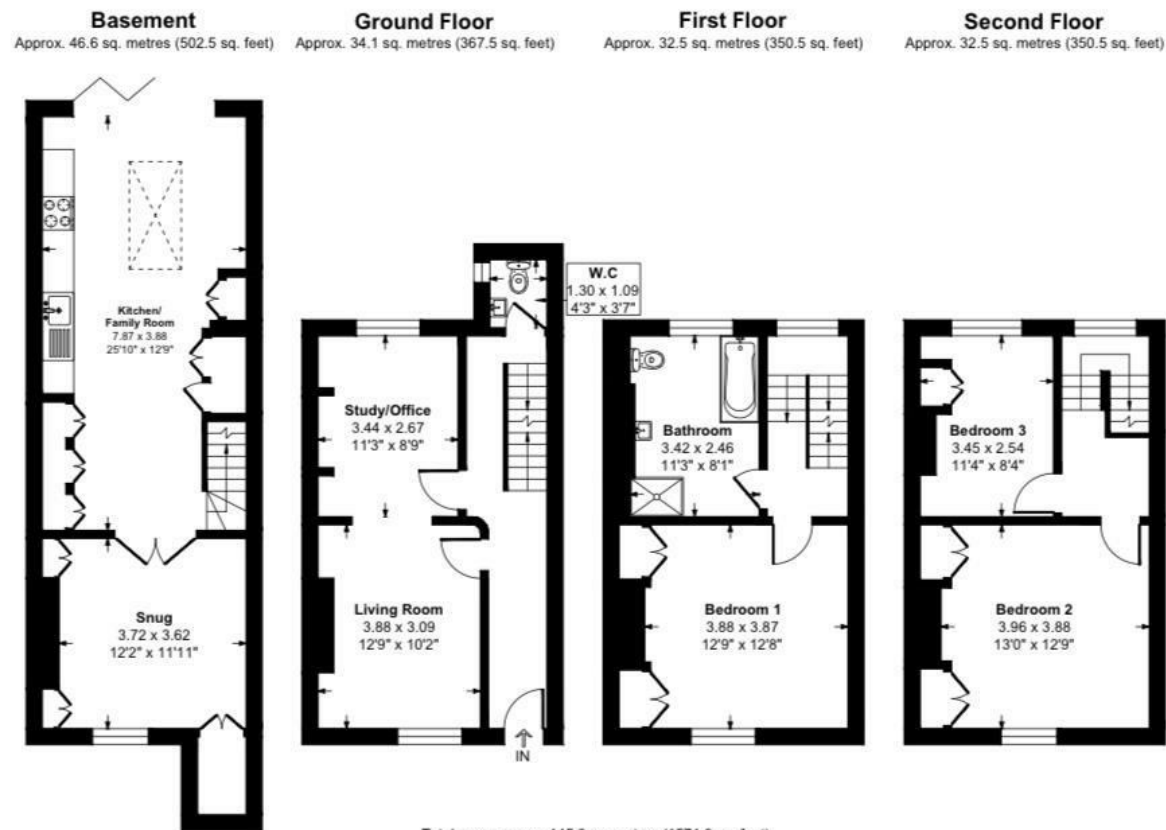 Basement
Approx. 46.6 sq. metres (502.5 sq. feet)
Ground Floor
Approx. 34.1 sq. metres (367.5 sq. feet)
First Floor
Approx. 32.5 sq. metres (350.5 sq. feet)
Second Floor
Approx. 32.5 sq. metres (350.5 sq. feet)
Kitchen/
Family Room
7.87 x 3.88
25'10" x 12'9"
Snug
3.72 x 3.62
12'2" x 11'11"
W.C
1.30 x 1.09
4'3" x 3'7"
Study/Office
3.44 x 2.67
11'3" x 8'9"
Living Room
3.88 x 3.09
12'9" x 10'2"
IN
Bathroom
3.42 x 2.46
11'3" x 8'1"
Bedroom 1
3.88 x 3.87
12'9" x 12'8"
Bedroom 3
3.45 x 2.54
11'4" x 8'4"
Bedroom 2
3.96 x 3.88
13'0" x 12'9"